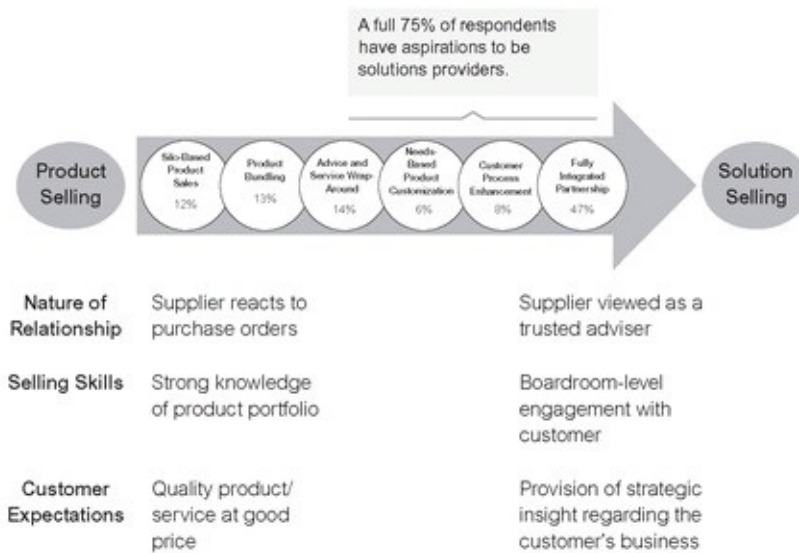 A full 75% of respondents
have aspirations to be
solutions providers.
Product
Selling
Silo-Based
Product
Sales
12%
Product
Bundling
13%
Advice and
Service Wrap-
Around
14%
Needs-
Based
Product
Customization
6%
Customer
Process
Enhancement
8%
Fully
Integrated
Partnership
47%
Solution
Selling
Nature of
Relationship
Supplier reacts to
purchase orders
Supplier viewed as a
trusted adviser
Selling Skills
Strong knowledge
of product portfolio
Boardroom-level
engagement with
customer
Customer
Expectations
Quality product/
service at good
price
Provision of strategic
insight regarding the
customer's business